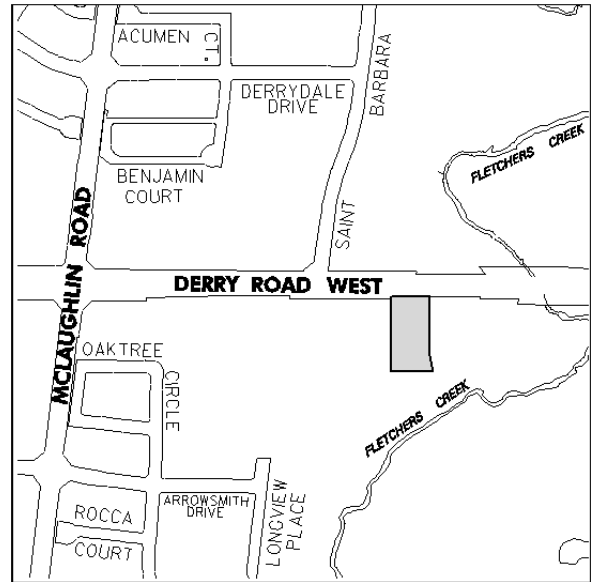 ACUMEN
CT.
DERRYDALE
DRIVE
BARBARA
SAINT
FLETCHERS CREEK
BENJAMIN
COURT
MCLAUGHLIN ROAD
DERRY ROAD WEST
OAKTREE
CIRCLE
FLETCHERS CREEK
ARROWSMITH
DRIVE
LONGVIEW
PLACE
ROCCA
COURT